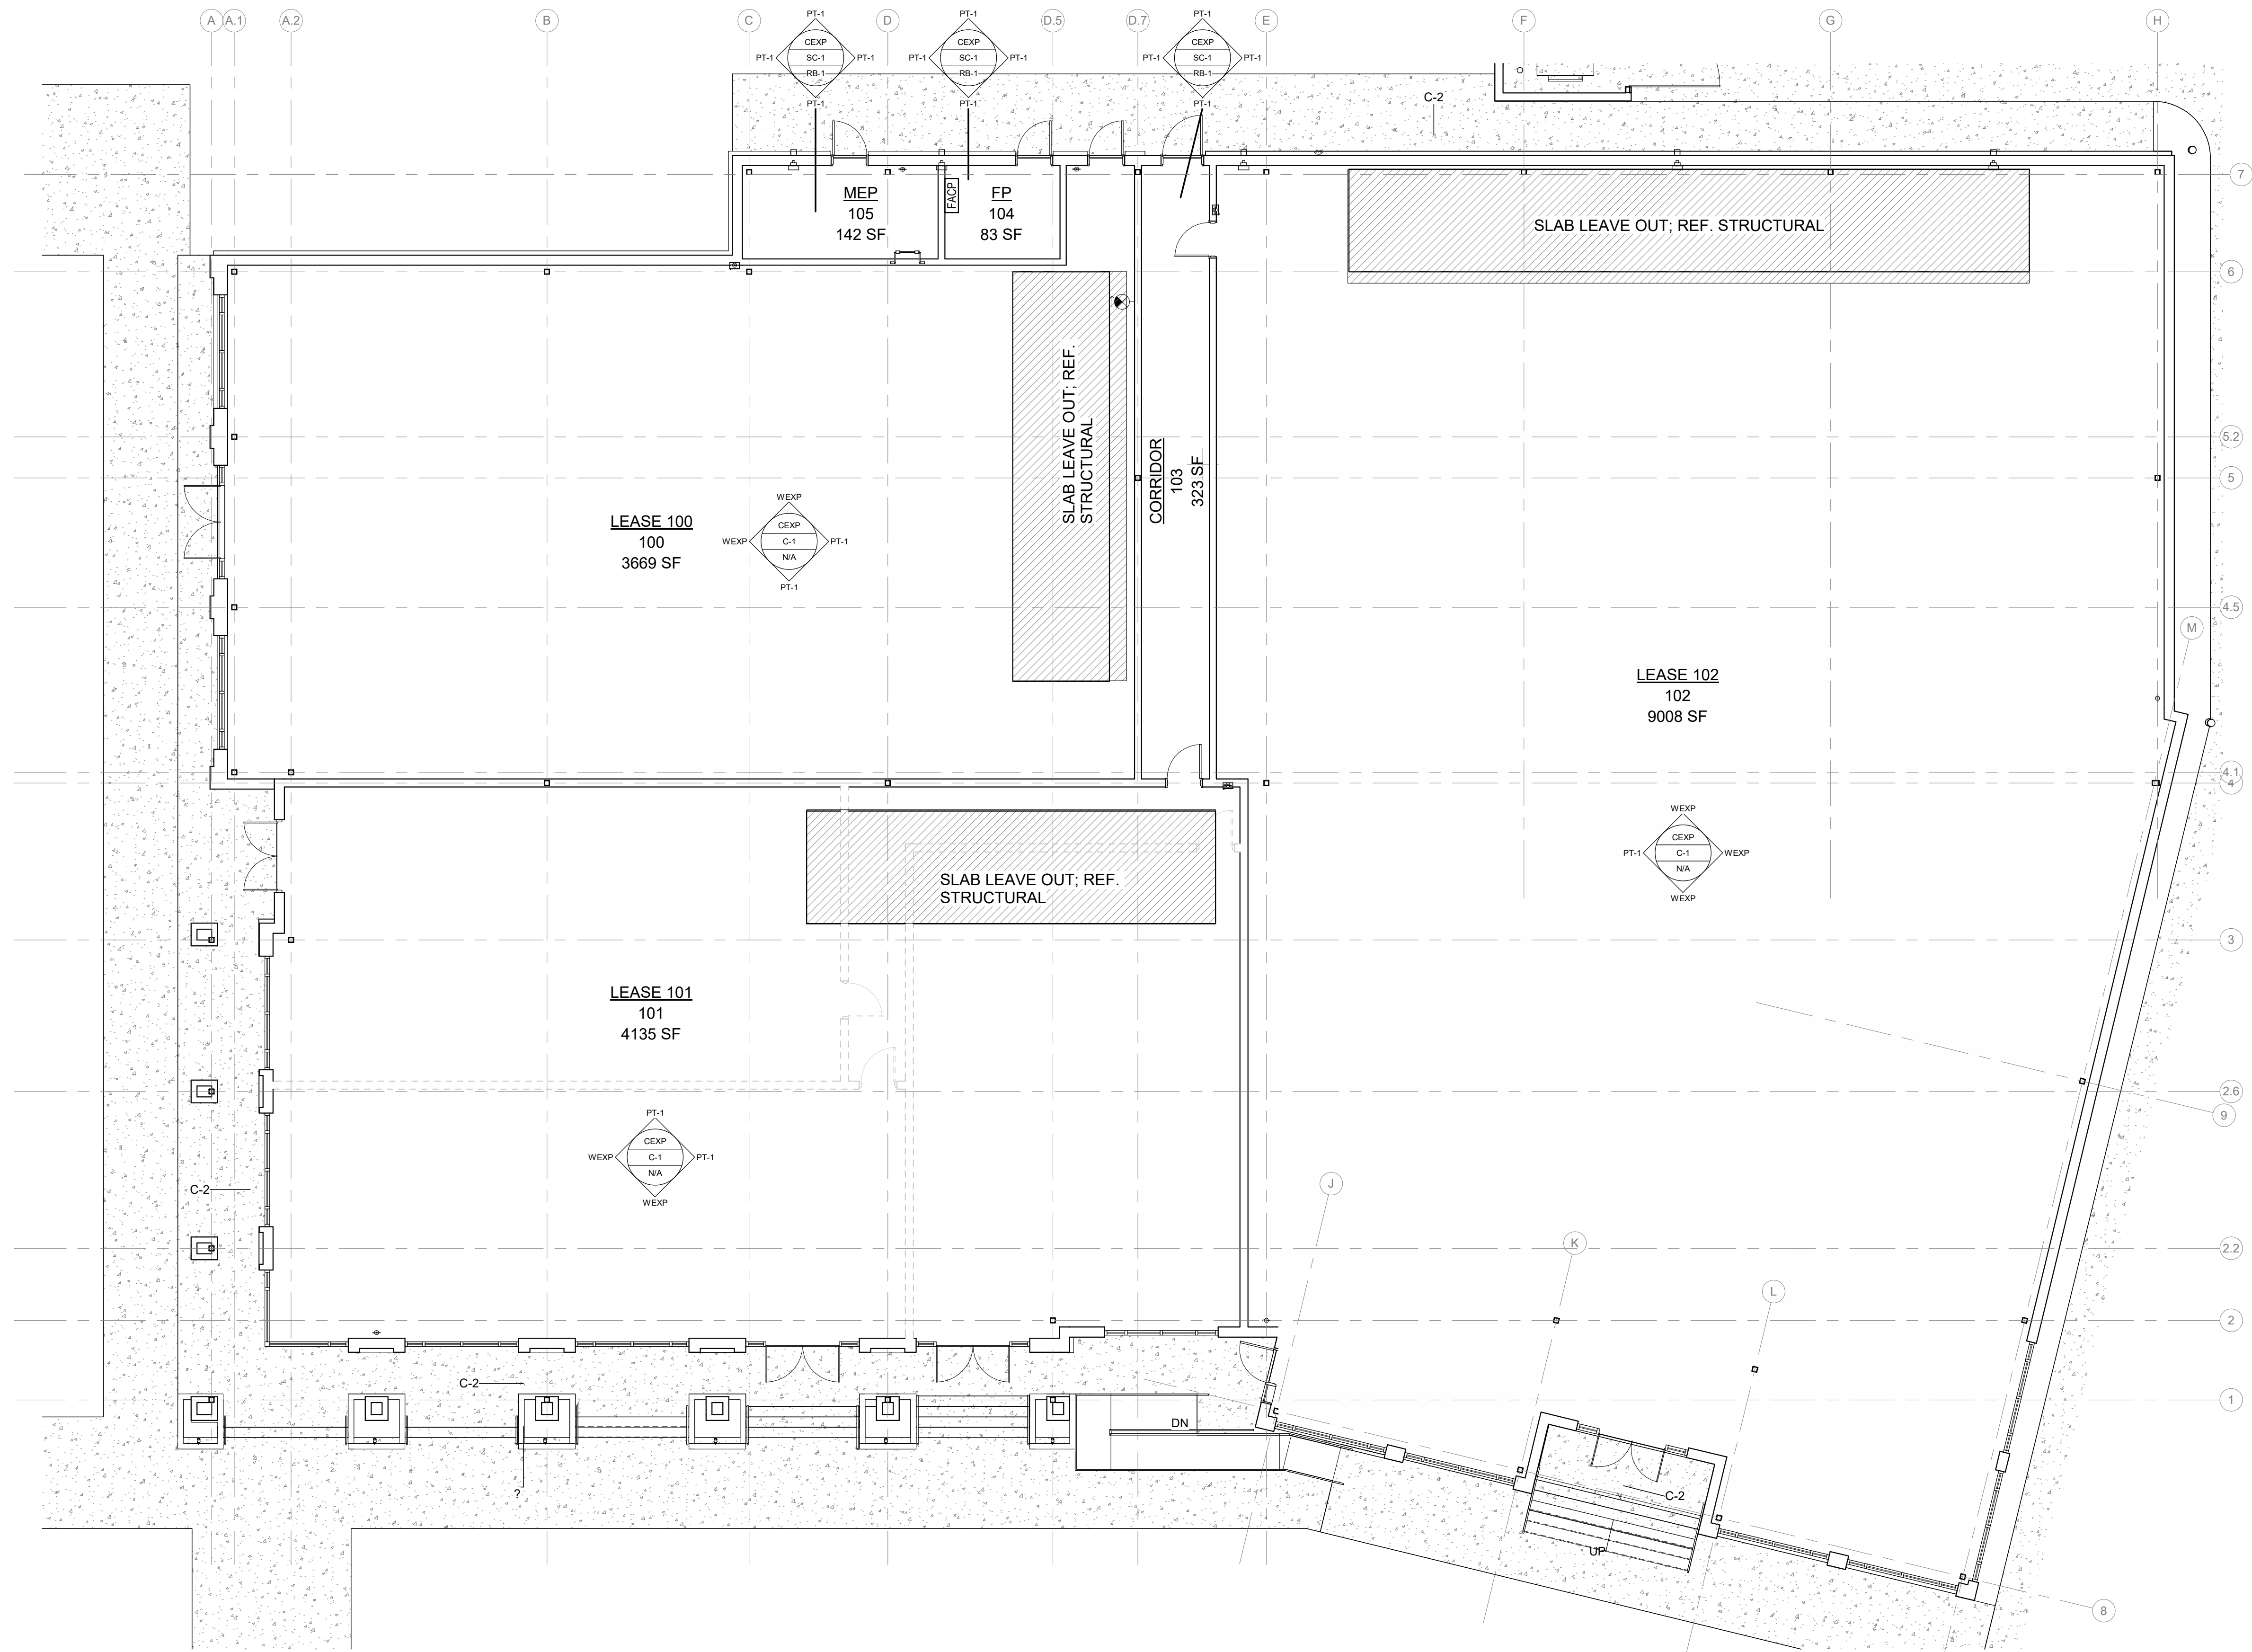 A
A.1
A.2
B
C
D
D.5
D.7
E
F
G
H
PT-1
PT-1 CEXP PT-1
SC-1
RB-1
PT-1
PT-1
PT-1 CEXP PT-1
SC-1
RB-1
PT-1
PT-1
PT-1 CEXP PT-1
SC-1
RB-1
PT-1
C-2
7
MEP
105
142 SF
FACP
FP
104
83 SF
SLAB LEAVE OUT; REF. STRUCTURAL
6
SLAB LEAVE OUT; REF.
STRUCTURAL
CORRIDOR
103
323 SF
5.2
5
LEASE 100
100
3669 SF
WEXP
WEXP CEXP PT-1
C-1
N/A
PT-1
4.5
M
LEASE 102
102
9008 SF
4.1
4
WEXP
PT-1 CEXP WEXP
C-1
N/A
WEXP
SLAB LEAVE OUT; REF.
STRUCTURAL
3
LEASE 101
101
4135 SF
2.6
9
PT-1
WEXP CEXP PT-1
C-1
N/A
WEXP
C-2
J
K
2.2
L
2
C-2
1
DN
?
C-2
UP
8